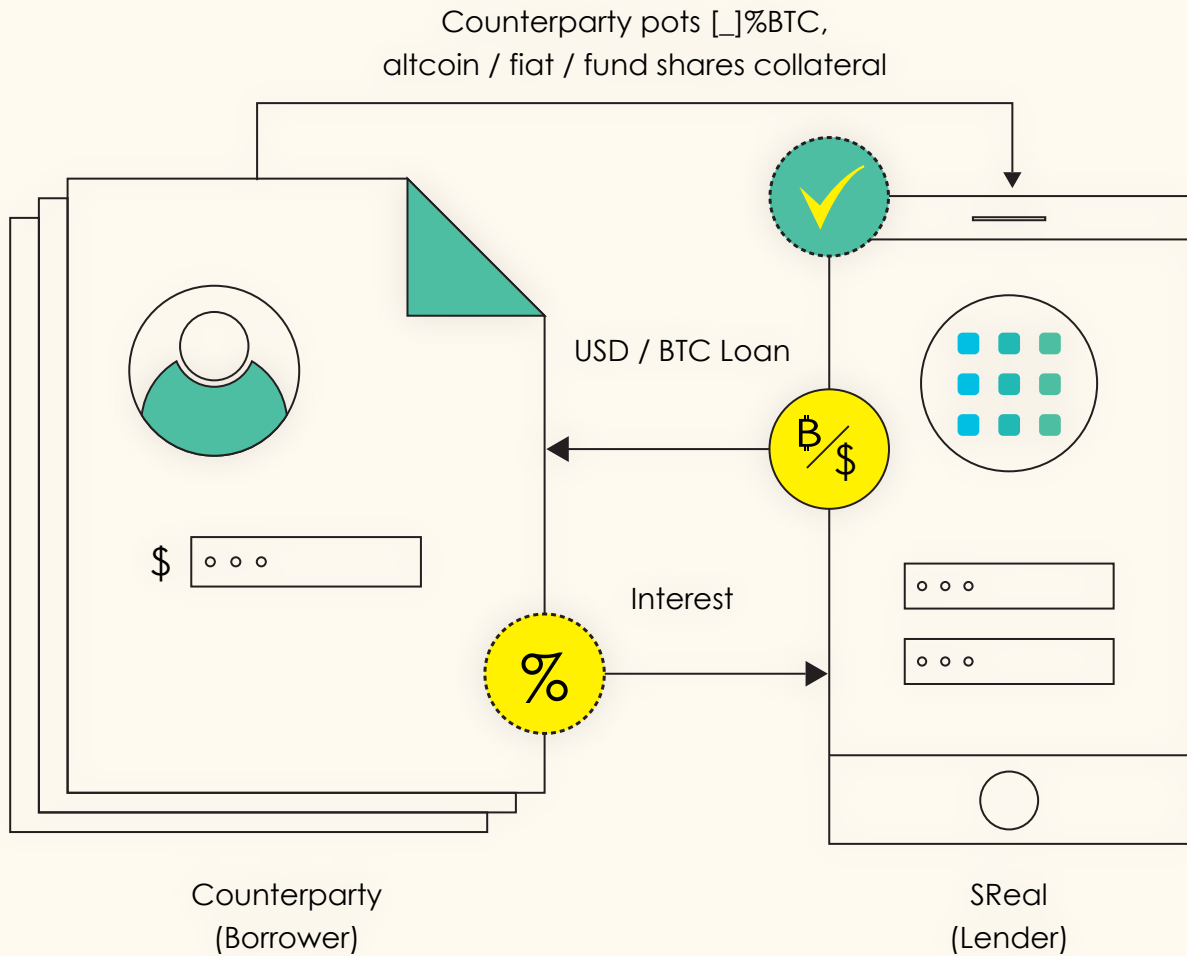 Counterparty pots [_]%BTC,
altcoin / fiat / fund shares collateral
USD / BTC Loan
₿/$
$
Interest
%
Counterparty
(Borrower)
SReal
(Lender)